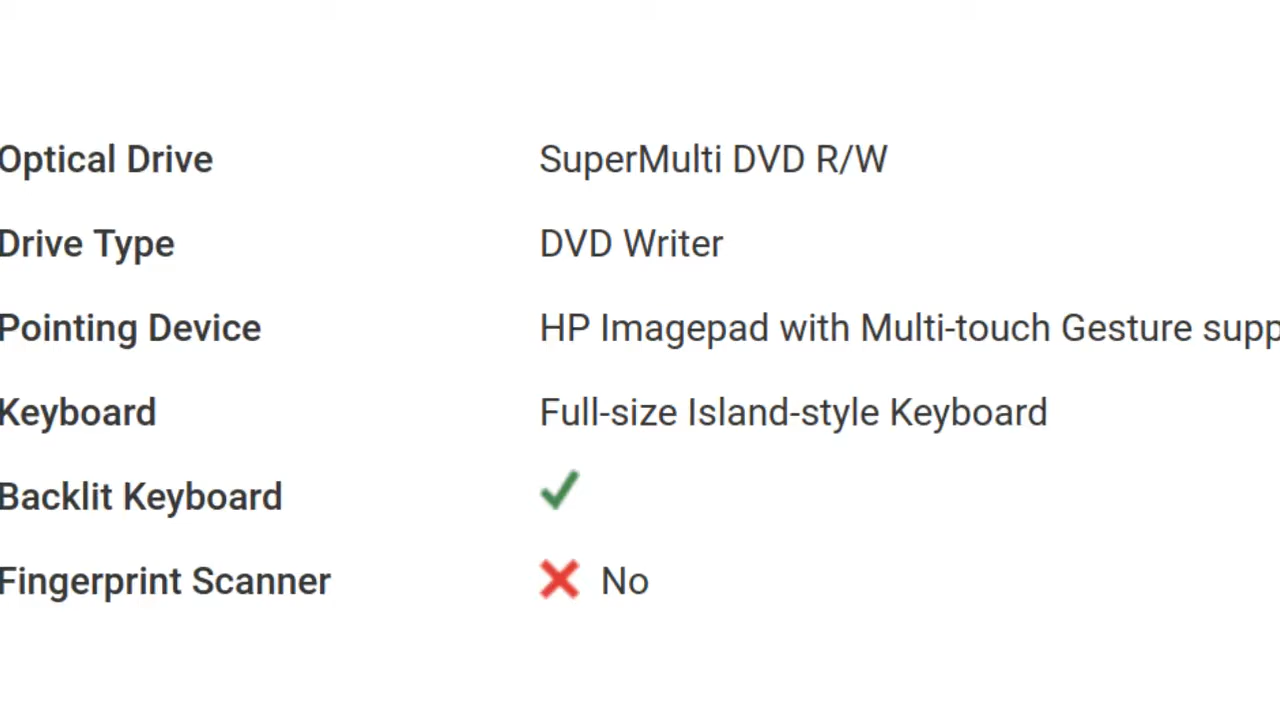 Optical Drive SuperMulti DVD R/W
Drive Type DVD Writer
Pointing Device HP Imagepad with Multi-touch Gesture supp
Keyboard Full-size Island-style Keyboard
Backlit Keyboard ✔
Fingerprint Scanner ❌ No